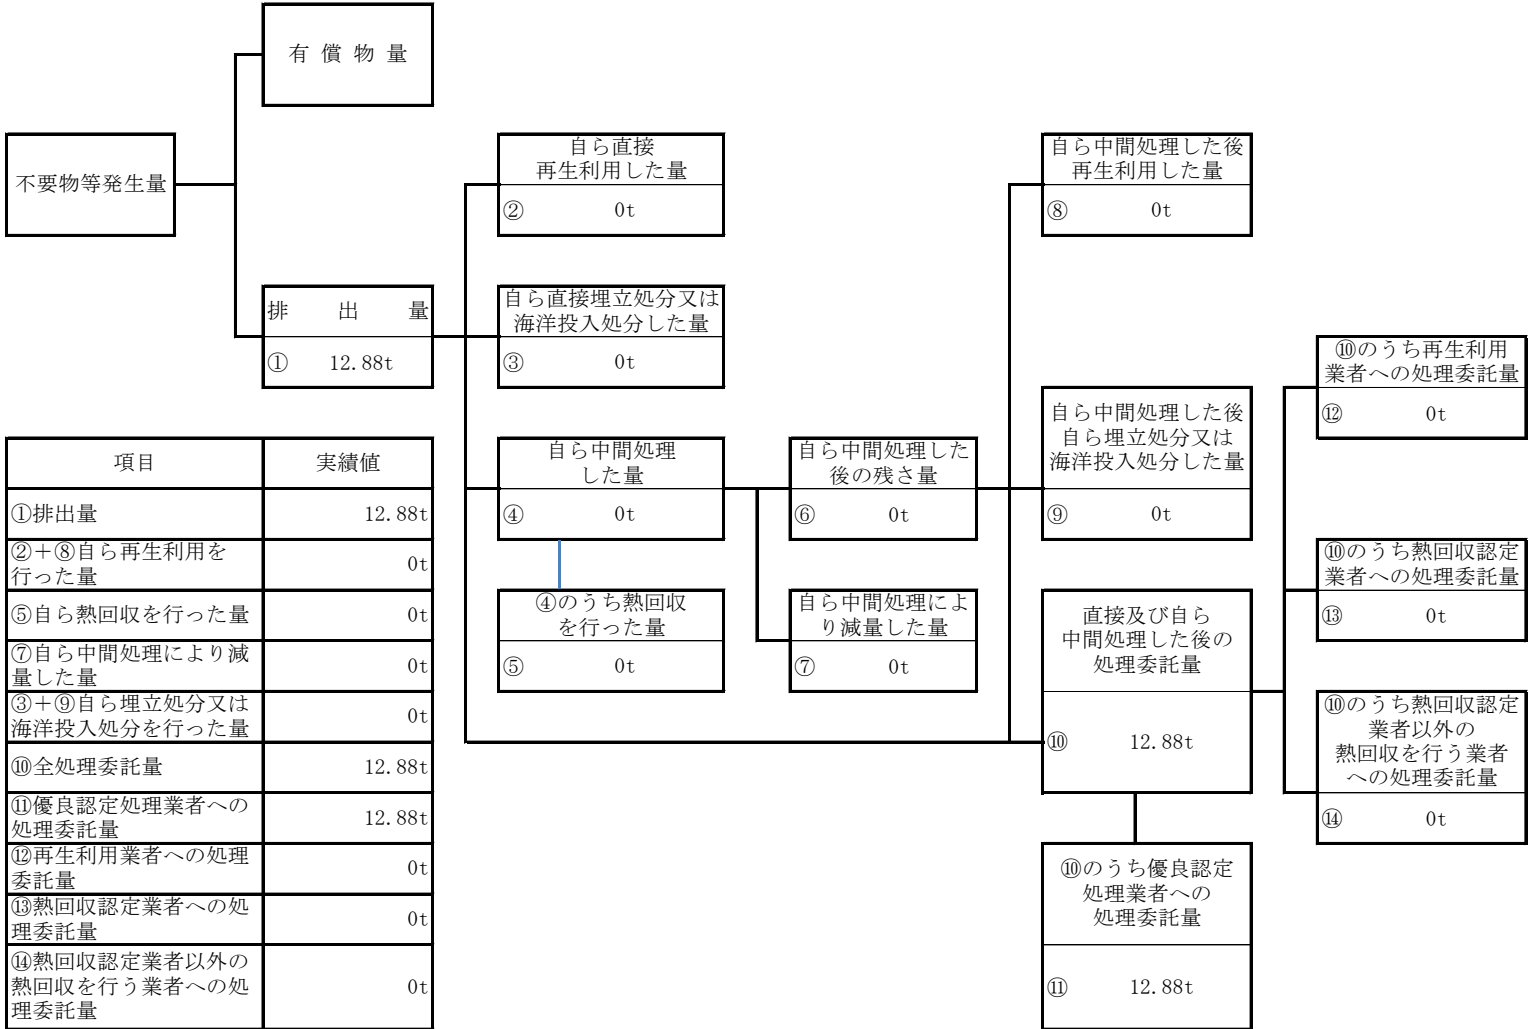 有償物量
不要物等発生量
排出量
① 12.88t
自ら直接
再生利用した量
② 0t
自ら直接埋立処分又は
海洋投入処分した量
③ 0t
自ら中間処理
した量
④ 0t
④のうち熱回収
を行った量
⑤ 0t
自ら中間処理した
後の残さ量
⑥ 0t
自ら中間処理によ
り減量した量
⑦ 0t
自ら中間処理した後
再生利用した量
⑧ 0t
自ら中間処理した後
自ら埋立処分又は
海洋投入処分した量
⑨ 0t
直接及び自ら
中間処理した後の
処理委託量
⑩ 12.88t
⑩のうち優良認定
処理業者への
処理委託量
⑪ 12.88t
⑩のうち再生利用
業者への処理委託量
⑫ 0t
⑩のうち熱回収認定
業者への処理委託量
⑬ 0t
⑩のうち熱回収認定
業者以外の
熱回収を行う業者
への処理委託量
⑭ 0t
項目 実績値
①排出量 12.88t
②+⑧自ら再生利用を
行った量 0t
⑤自ら熱回収を行った量 0t
⑦自ら中間処理により減
量した量 0t
③+⑨自ら埋立処分又は
海洋投入処分を行った量 0t
⑩全処理委託量 12.88t
⑪優良認定処理業者への
処理委託量 12.88t
⑫再生利用業者への処理
委託量 0t
⑬熱回収認定業者への処
理委託量 0t
⑭熱回収認定業者以外の
熱回収を行う業者への処
理委託量 0t